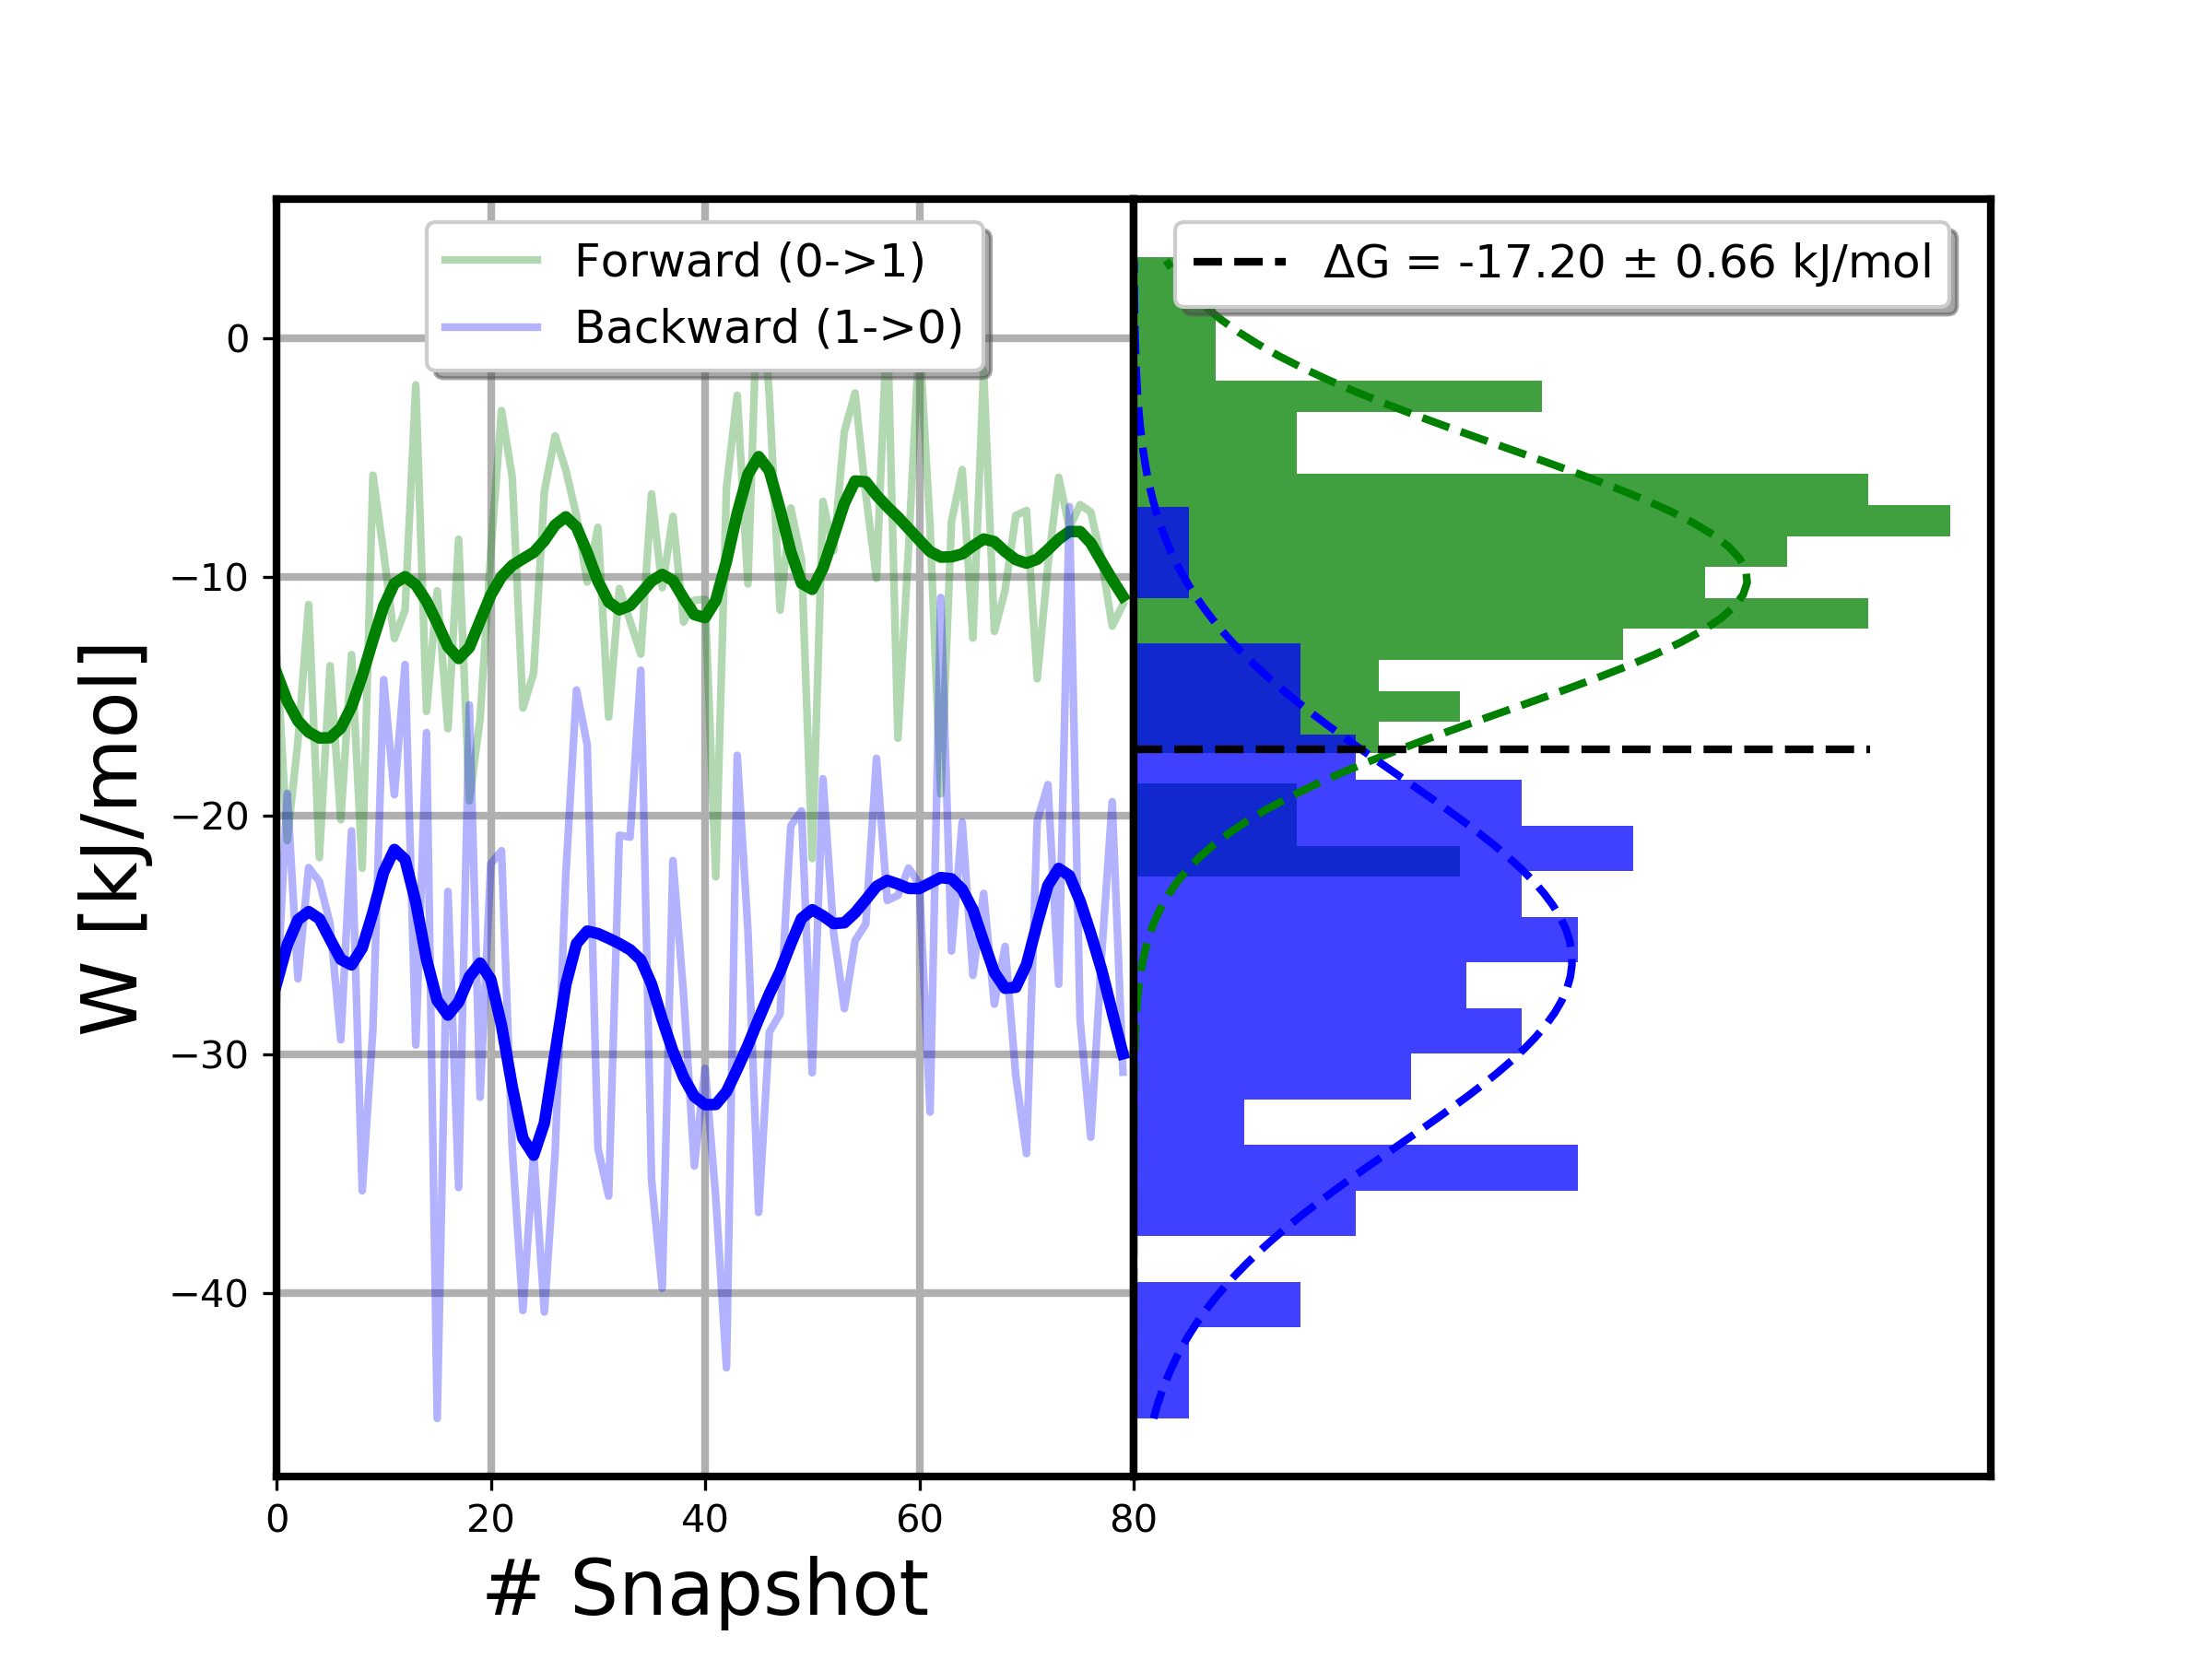 Forward (0->1)
Backward (1->0)
ΔG = -17.20 ± 0.66 kJ/mol
W [kJ/mol]
0
−10
−20
−30
−40
0 20 40 60 80
# Snapshot